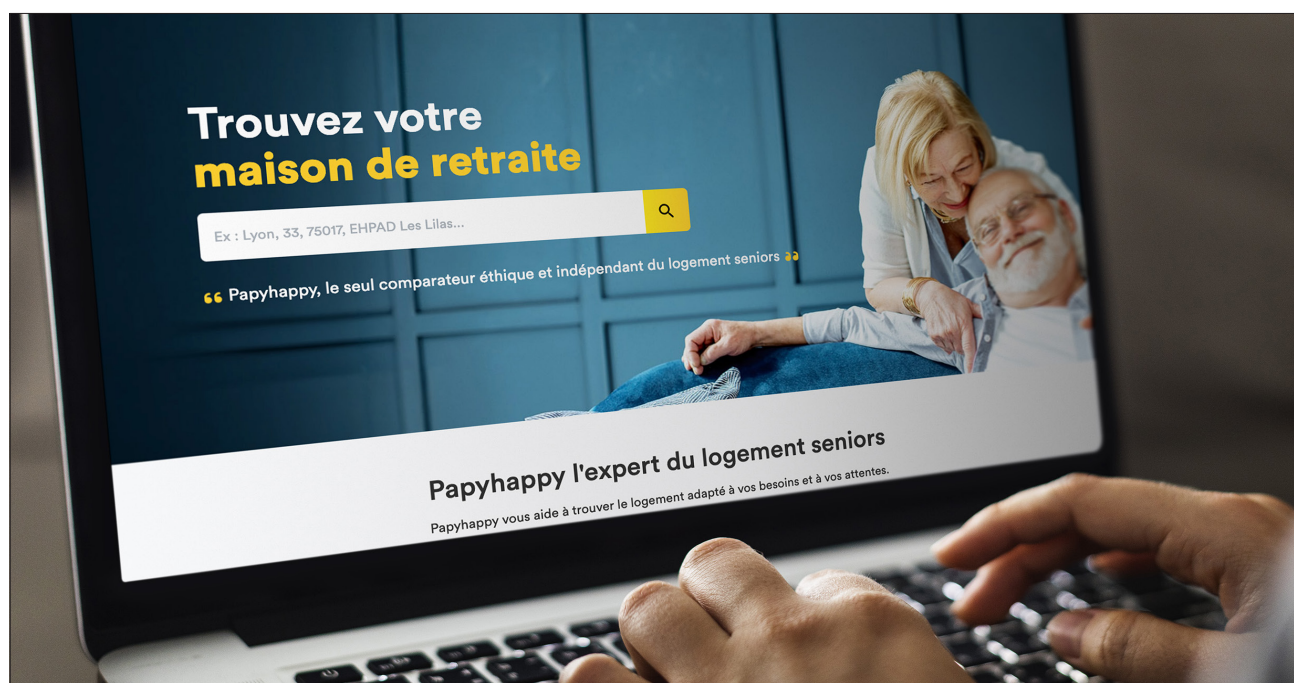 Trouvez votre
maison de retraite
Ex : Lyon, 33, 75017, EHPAD Les Lilas...
“ Papyhappy, le seul comparateur éthique et indépendant du logement seniors ”
Papyhappy l'expert du logement seniors
Papyhappy vous aide à trouver le logement adapté à vos besoins et à vos attentes.